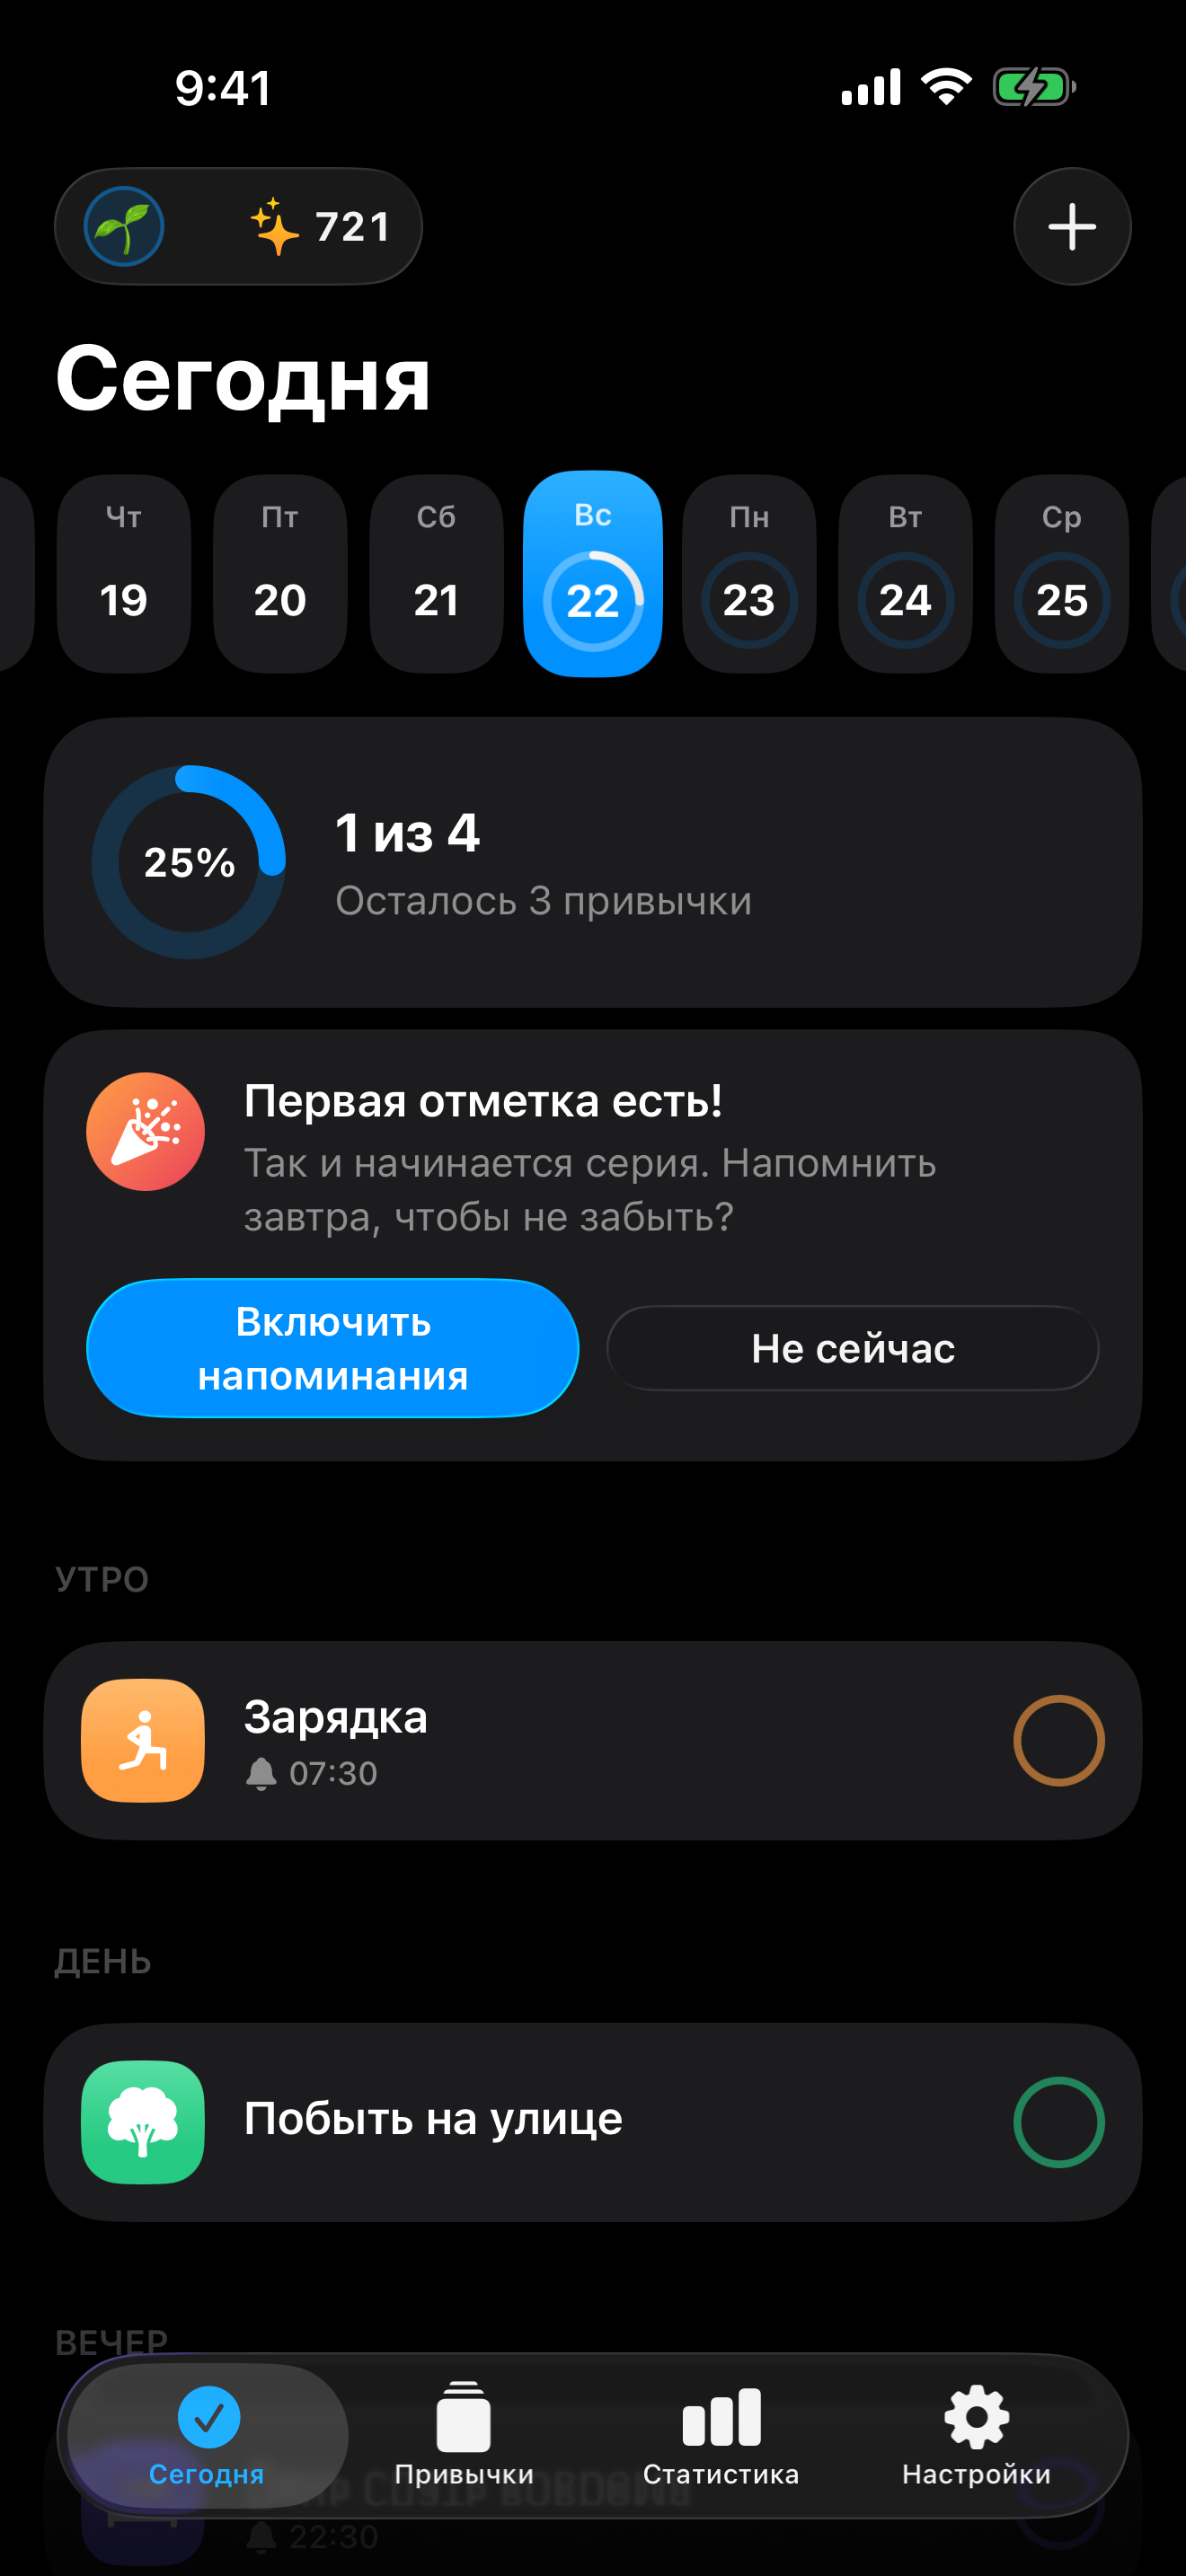 9:41
721
Сегодня
Чт
Пт
Сб
Вс
Пн
Вт
Ср
19
20
21
22
23
24
25
25%
1 из 4
Осталось 3 привычки
Первая отметка есть!
Так и начинается серия. Напомнить
завтра, чтобы не забыть?
Включить
напоминания
Не сейчас
УТРО
Зарядка
07:30
ДЕНЬ
Побыть на улице
ВЕЧЕР
Сегодня
Привычки
Статистика
Настройки
22:30